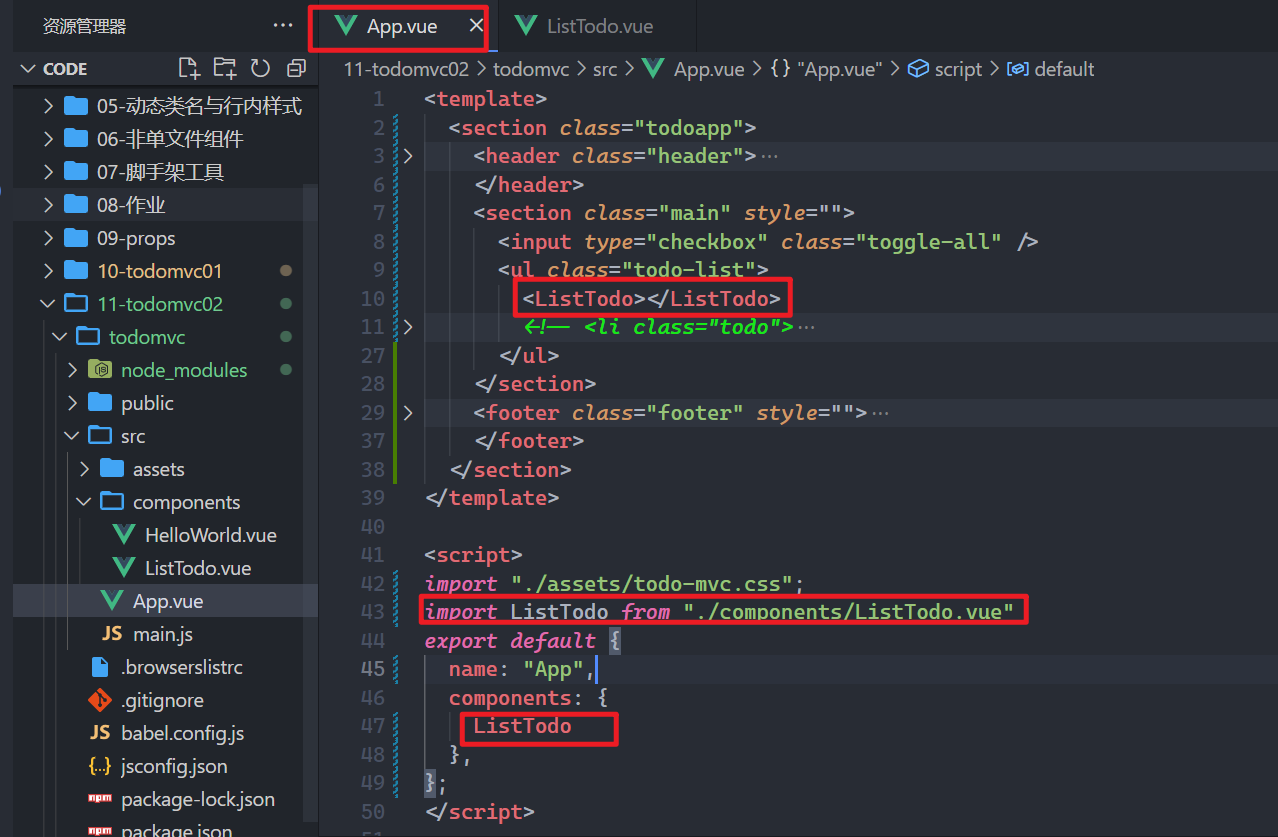 资源管理器 ···
CODE
05-动态类名与行内样式
06-非单文件组件
07-脚手架工具
08-作业
09-props
10-todomvc01
11-todomvc02
todomvc
node_modules
public
src
assets
components
HelloWorld.vue
ListTodo.vue
App.vue
JS main.js
.browserslistrc
.gitignore
JS babel.config.js
{..} jsconfig.json
npm package-lock.json
npm package.json
App.vue × ListTodo.vue
11-todomvc02 > todomvc > src > App.vue > {} "App.vue" > script > default
1 <template>
2 <section class="todoapp">
3 <header class="header">···
6 </header>
7 <section class="main" style="">
8 <input type="checkbox" class="toggle-all" />
9 <ul class="todo-list">
10 <ListTodo></ListTodo>
11 <!-- <li class="todo">···
27 </ul>
28 </section>
29 <footer class="footer" style="">···
37 </footer>
38 </section>
39 </template>
40
41 <script>
42 import "./assets/todo-mvc.css";
43 import ListTodo from "./components/ListTodo.vue"
44 export default {
45 name: "App",
46 components: {
47 ListTodo
48 },
49 };
50 </script>